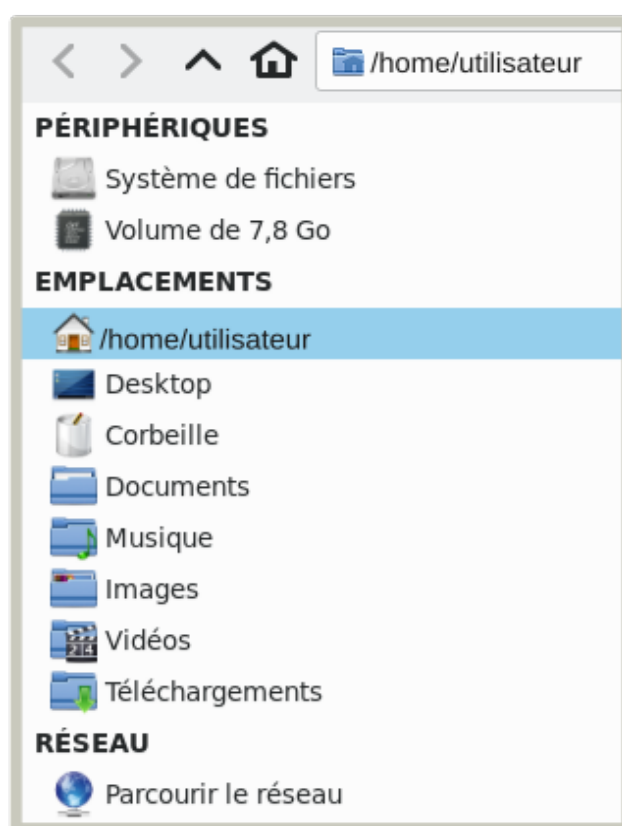 /home/utilisateur
PÉRIPHÉRIQUES
Système de fichiers
Volume de 7,8 Go
EMPLACEMENTS
/home/utilisateur
Desktop
Corbeille
Documents
Musique
Images
Vidéos
Téléchargements
RÉSEAU
Parcourir le réseau